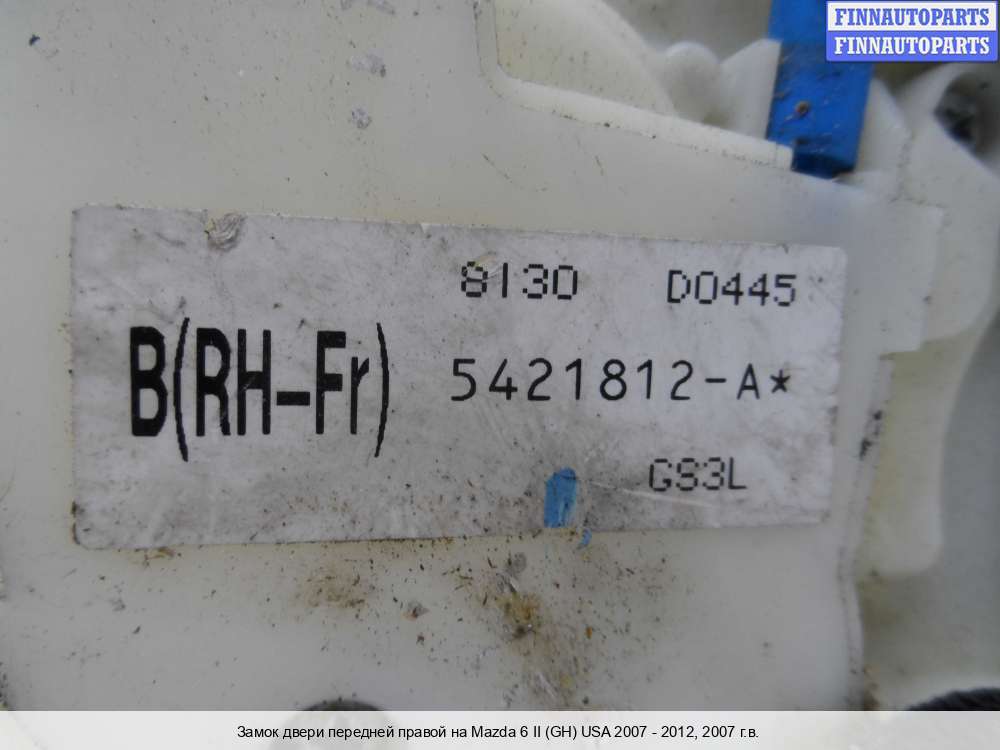 FINNAUTOPARTS
FINNAUTOPARTS
8130 D0445
B(RH-Fr) 5421812-A*
GS3L
Замок двери передней правой на Mazda 6 II (GH) USA 2007 - 2012, 2007 г.в.